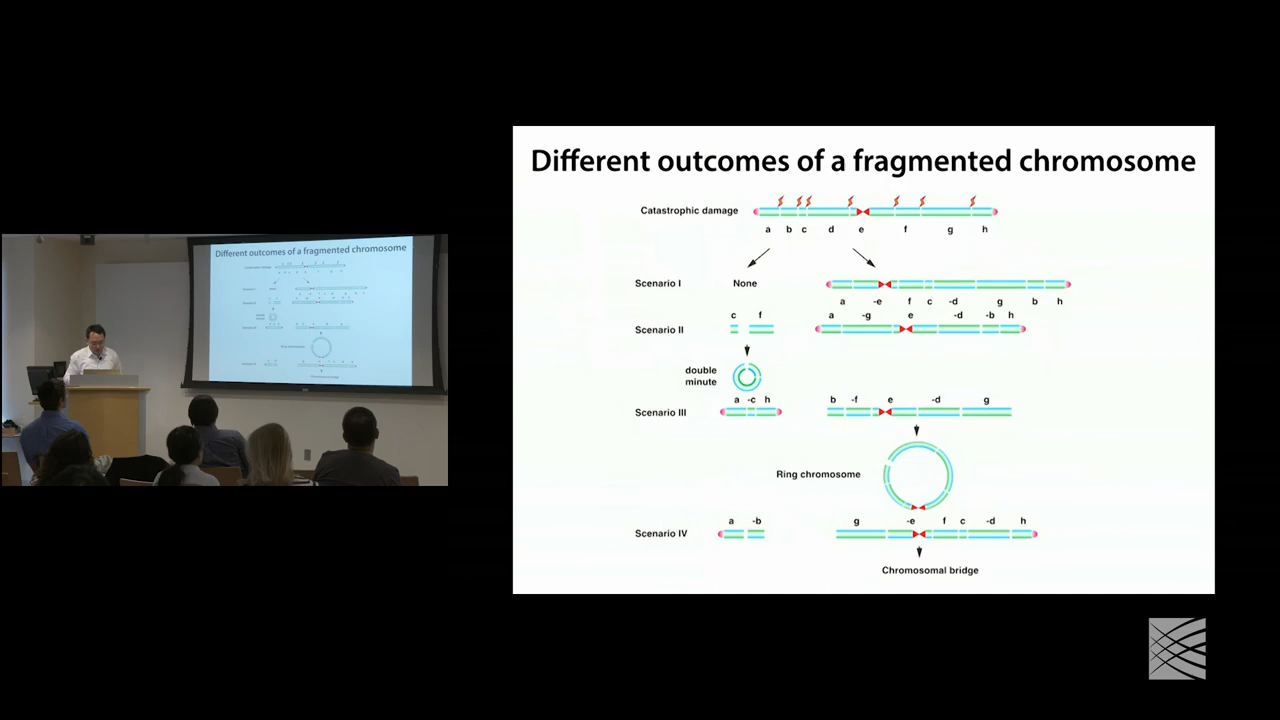 Different outcomes of a fragmented chromosome
Catastrophic damage
a b c d e f g h
Scenario I None
a -e f c -d g b h
Scenario II c f a -g e -d -b h
double
minute
a -c h b -f e -d g
Scenario III
Ring chromosome
a -b g -e f c -d h
Scenario IV
Chromosomal bridge
Different outcomes of a fragmented chromosome